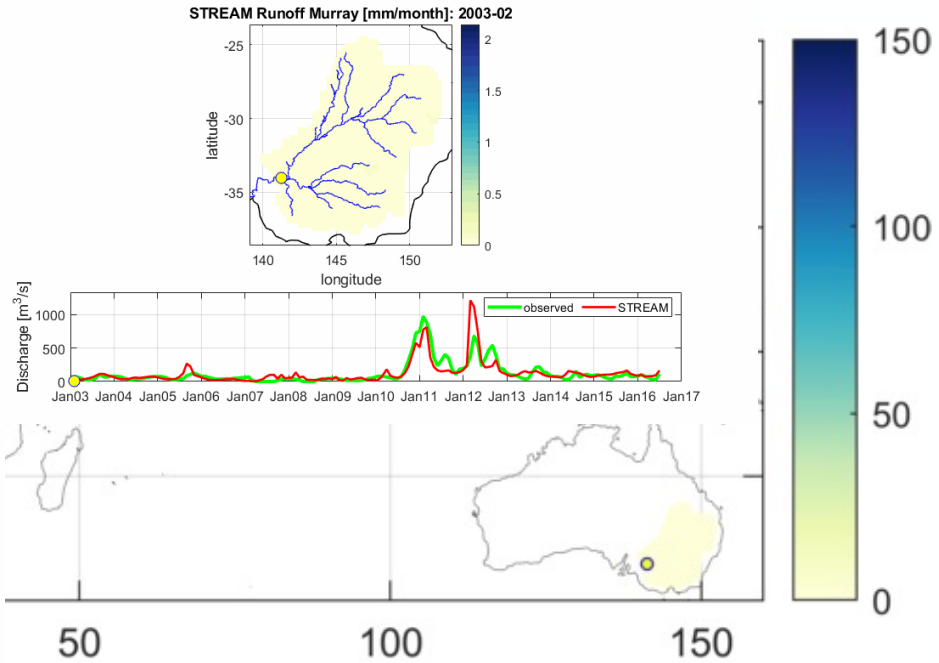 STREAM Runoff Murray [mm/month]: 2003-02
-25
-30
-35
latitude
140 145 150
longitude
2
1.5
1
0.5
0
Discharge [m³/s]
1000
500
0
observed STREAM
Jan03 Jan04 Jan05 Jan06 Jan07 Jan08 Jan09 Jan10 Jan11 Jan12 Jan13 Jan14 Jan15 Jan16 Jan17
50 100 150
150
100
50
0